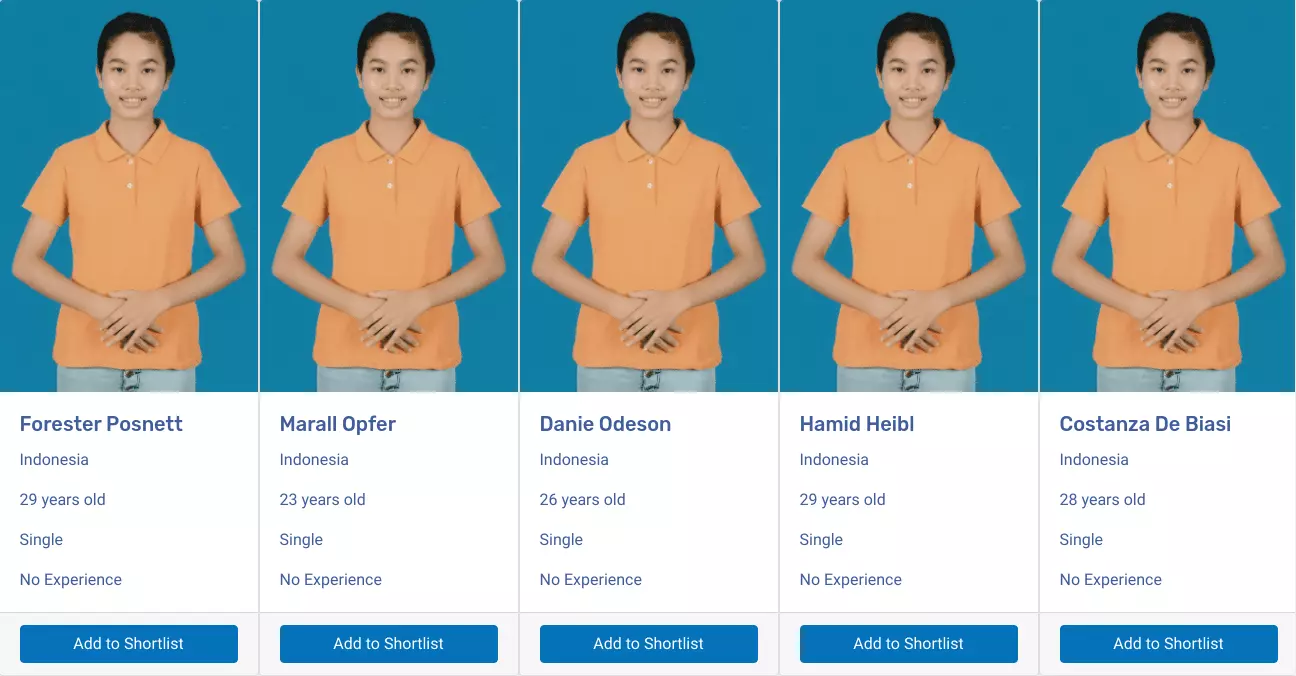 Forester Posnett
Indonesia
29 years old
Single
No Experience
Add to Shortlist
Marall Opfer
Indonesia
23 years old
Single
No Experience
Add to Shortlist
Danie Odeson
Indonesia
26 years old
Single
No Experience
Add to Shortlist
Hamid Heibl
Indonesia
29 years old
Single
No Experience
Add to Shortlist
Costanza De Biasi
Indonesia
28 years old
Single
No Experience
Add to Shortlist